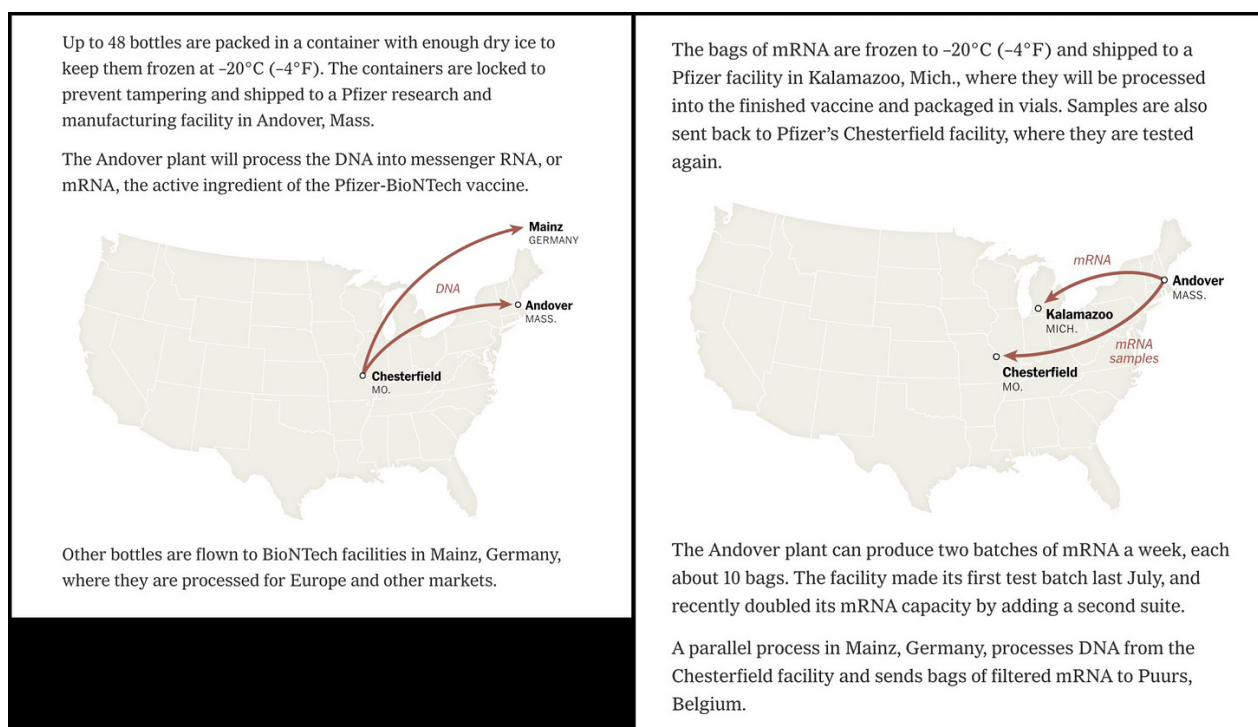 Up to 48 bottles are packed in a container with enough dry ice to
keep them frozen at –20°C (–4°F). The containers are locked to
prevent tampering and shipped to a Pfizer research and
manufacturing facility in Andover, Mass.
The Andover plant will process the DNA into messenger RNA, or
mRNA, the active ingredient of the Pfizer-BioNTech vaccine.
Mainz
GERMANY
DNA
Andover
MASS.
Chesterfield
MO.
Other bottles are flown to BioNTech facilities in Mainz, Germany,
where they are processed for Europe and other markets.
The bags of mRNA are frozen to –20°C (–4°F) and shipped to a
Pfizer facility in Kalamazoo, Mich., where they will be processed
into the finished vaccine and packaged in vials. Samples are also
sent back to Pfizer’s Chesterfield facility, where they are tested
again.
mRNA
Andover
MASS.
Kalamazoo
MICH.
mRNA
samples
Chesterfield
MO.
The Andover plant can produce two batches of mRNA a week, each
about 10 bags. The facility made its first test batch last July, and
recently doubled its mRNA capacity by adding a second suite.
A parallel process in Mainz, Germany, processes DNA from the
Chesterfield facility and sends bags of filtered mRNA to Puurs,
Belgium.